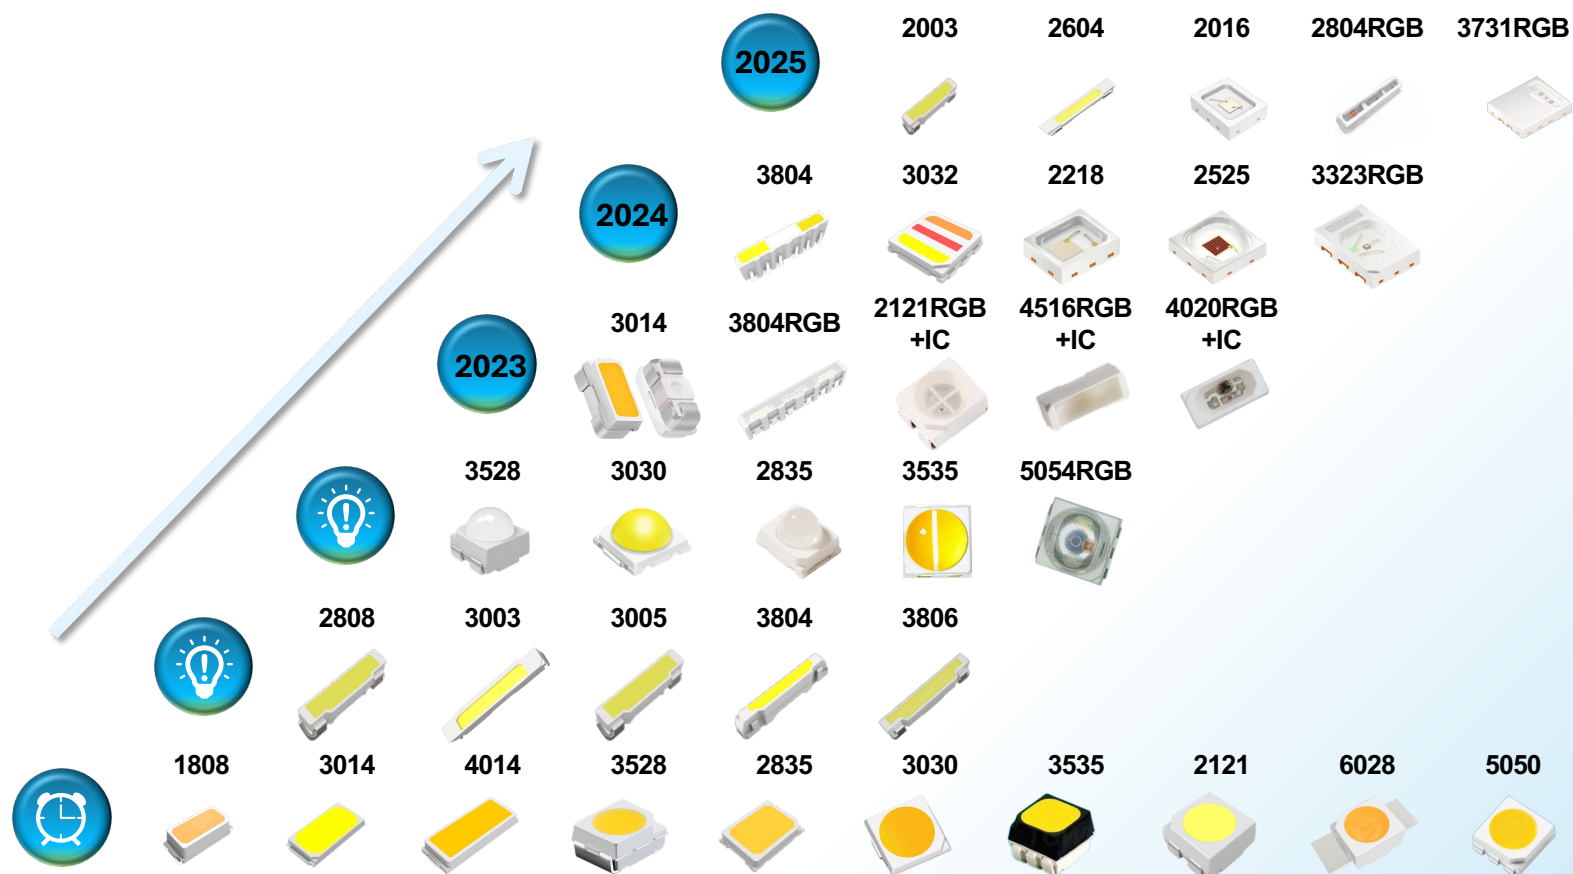 2025
2003 2604 2016 2804RGB 3731RGB
2024
3804 3032 2218 2525 3323RGB
2023
3014 3804RGB 2121RGB 4516RGB 4020RGB
+IC +IC +IC
3528 3030 2835 3535 5054RGB
2808 3003 3005 3804 3806
1808 3014 4014 3528 2835 3030 3535 2121 6028 5050